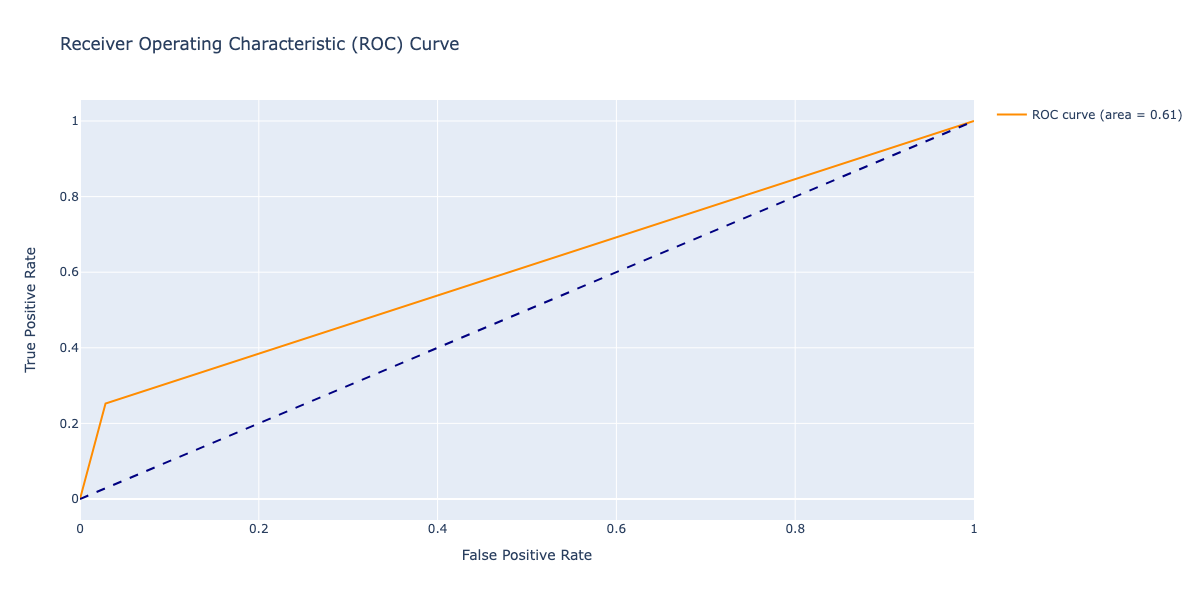 Receiver Operating Characteristic (ROC) Curve
ROC curve (area = 0.61)
1
0.8
0.6
0.4
0.2
0
True Positive Rate
0 0.2 0.4 0.6 0.8 1
False Positive Rate